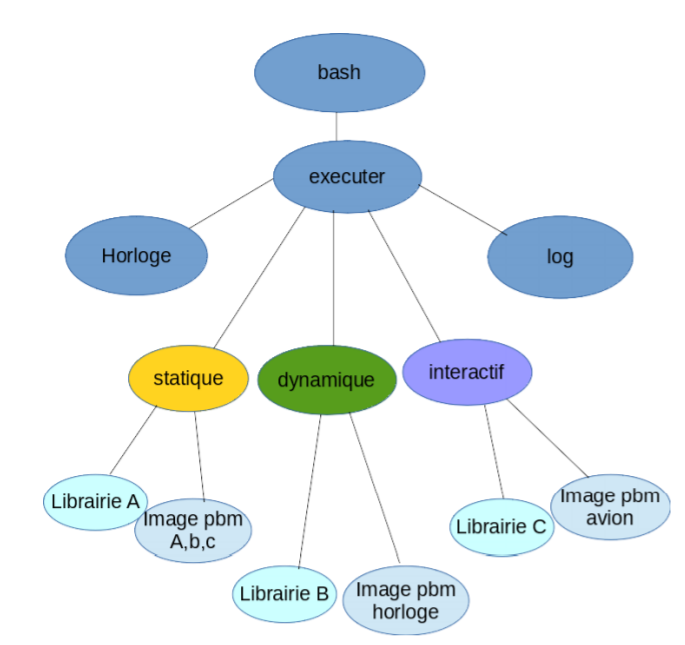 bash
executer
Horloge
log
statique
dynamique
interactif
Librairie A
Image pbm
A,b,c
Librairie B
Image pbm
horloge
Librairie C
Image pbm
avion